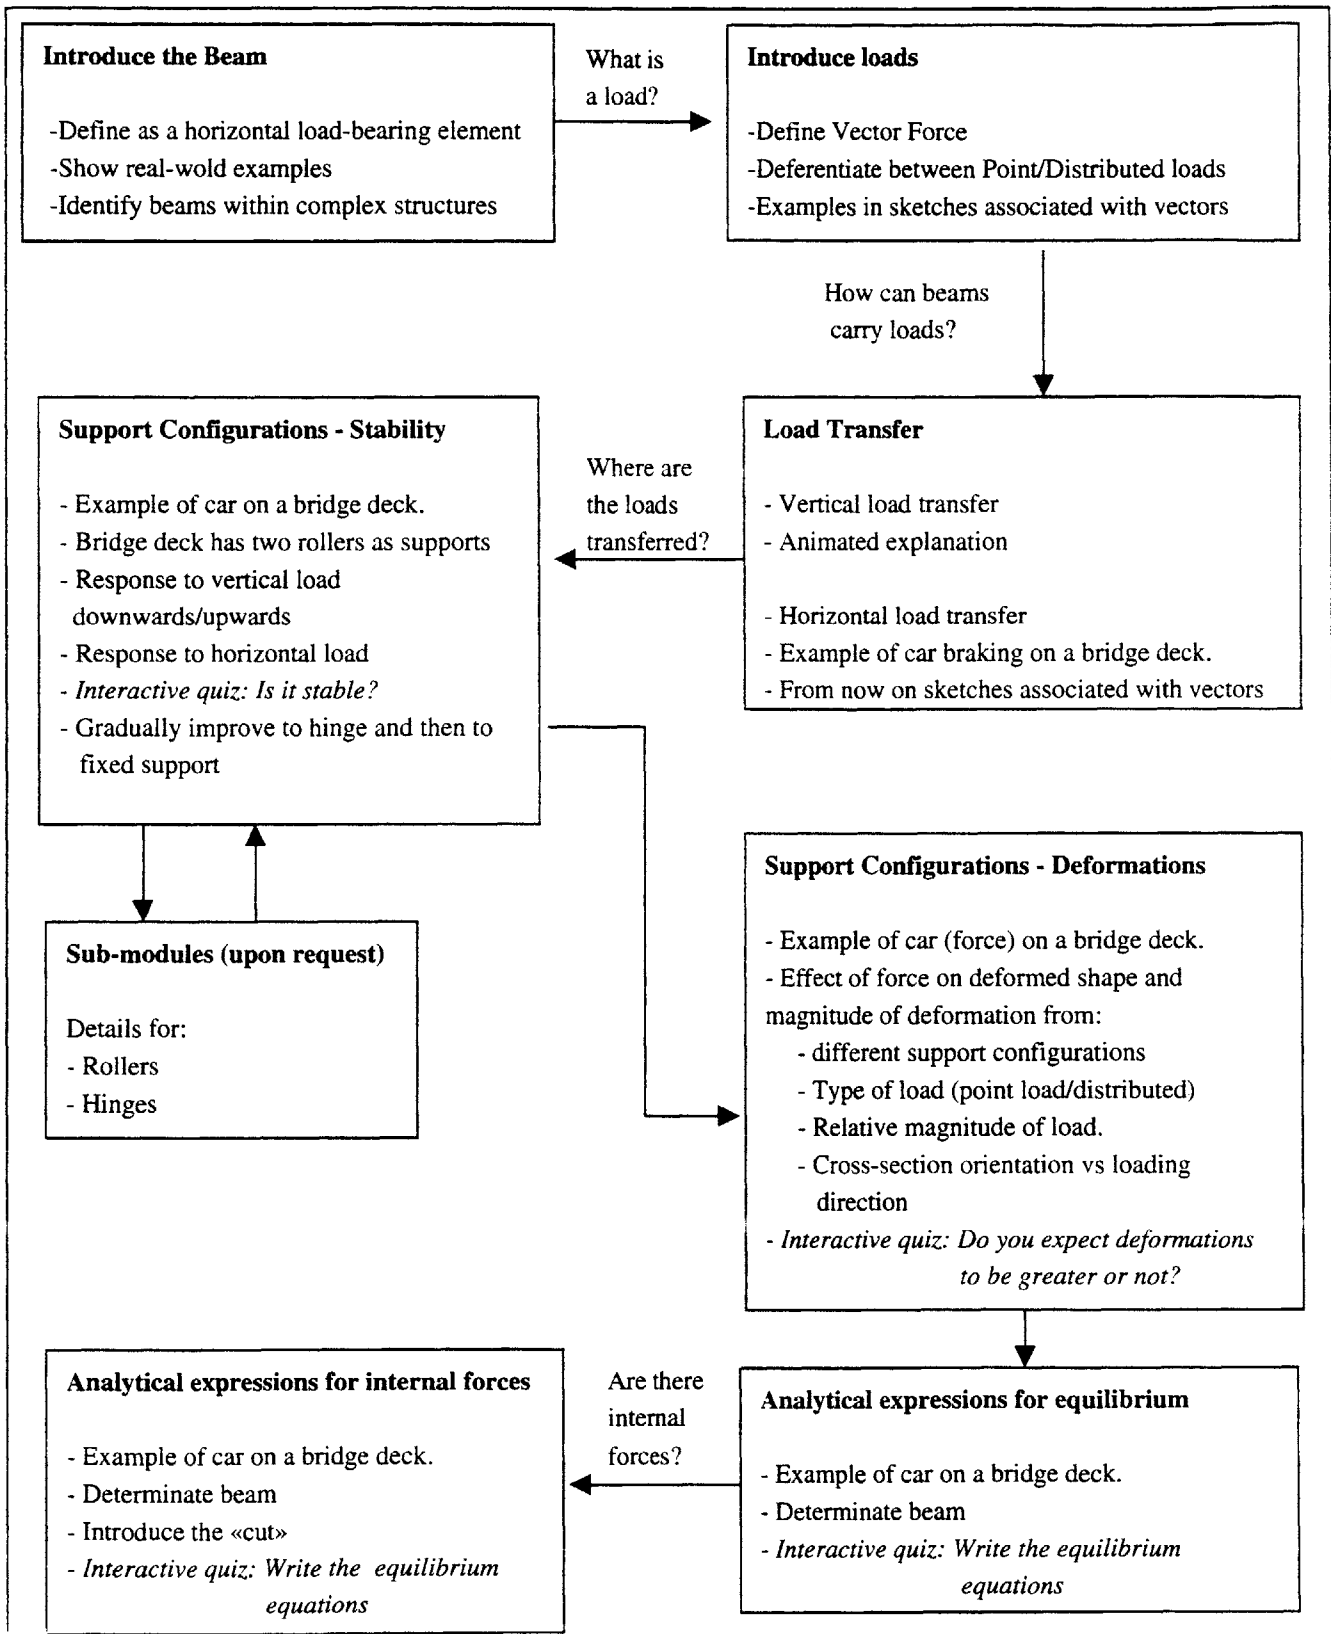 Introduce the Beam
-Define as a horizontal load-bearing element
-Show real-wold examples
-Identify beams within complex structures
What is
a load?
Introduce loads
-Define Vector Force
-Deferentiate between Point/Distributed loads
-Examples in sketches associated with vectors
How can beams
carry loads?
Load Transfer
- Vertical load transfer
- Animated explanation
- Horizontal load transfer
- Example of car braking on a bridge deck.
- From now on sketches associated with vectors
Where are
the loads
transferred?
Support Configurations - Stability
- Example of car on a bridge deck.
- Bridge deck has two rollers as supports
- Response to vertical load
downwards/upwards
- Response to horizontal load
- Interactive quiz: Is it stable?
- Gradually improve to hinge and then to
fixed support
Sub-modules (upon request)
Details for:
- Rollers
- Hinges
Support Configurations - Deformations
- Example of car (force) on a bridge deck.
- Effect of force on deformed shape and
magnitude of deformation from:
- different support configurations
- Type of load (point load/distributed)
- Relative magnitude of load.
- Cross-section orientation vs loading
direction
- Interactive quiz: Do you expect deformations
to be greater or not?
Analytical expressions for equilibrium
- Example of car on a bridge deck.
- Determinate beam
- Interactive quiz: Write the equilibrium
equations
Are there
internal
forces?
Analytical expressions for internal forces
- Example of car on a bridge deck.
- Determinate beam
- Introduce the «cut»
- Interactive quiz: Write the equilibrium
equations